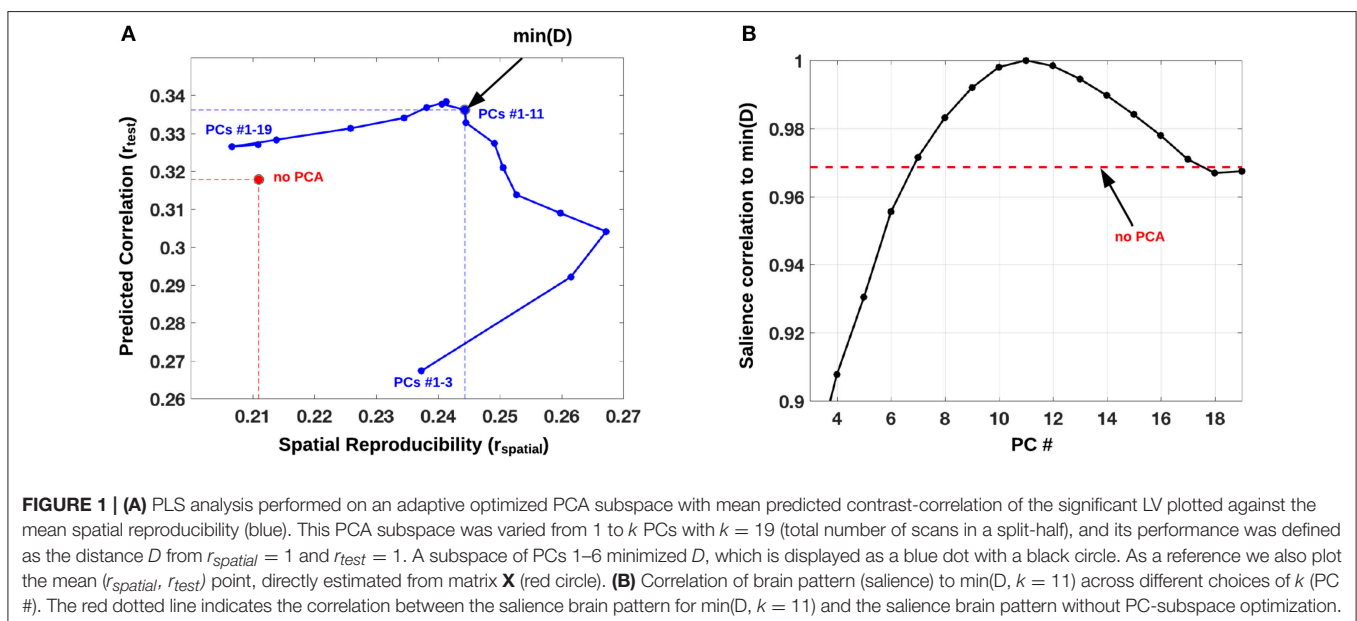 A
min(D)
0.34
0.33
0.32
0.31
0.3
0.29
0.28
0.27
0.26
Predicted Correlation (rtest)
PCs #1-19
PCs #1-11
no PCA
PCs #1-3
0.21 0.22 0.23 0.24 0.25 0.26 0.27
Spatial Reproducibility (rspatial)
B
1
0.98
0.96
0.94
0.92
0.9
Salience correlation to min(D)
no PCA
4 6 8 10 12 14 16 18
PC #
FIGURE 1 | (A) PLS analysis performed on an adaptive optimized PCA subspace with mean predicted contrast-correlation of the significant LV plotted against the
mean spatial reproducibility (blue). This PCA subspace was varied from 1 to k PCs with k = 19 (total number of scans in a split-half), and its performance was defined
as the distance D from rspatial = 1 and rtest = 1. A subspace of PCs 1–6 minimized D, which is displayed as a blue dot with a black circle. As a reference we also plot
the mean (rspatial, rtest) point, directly estimated from matrix X (red circle). (B) Correlation of brain pattern (salience) to min(D, k = 11) across different choices of k (PC
#). The red dotted line indicates the correlation between the salience brain pattern for min(D, k = 11) and the salience brain pattern without PC-subspace optimization.